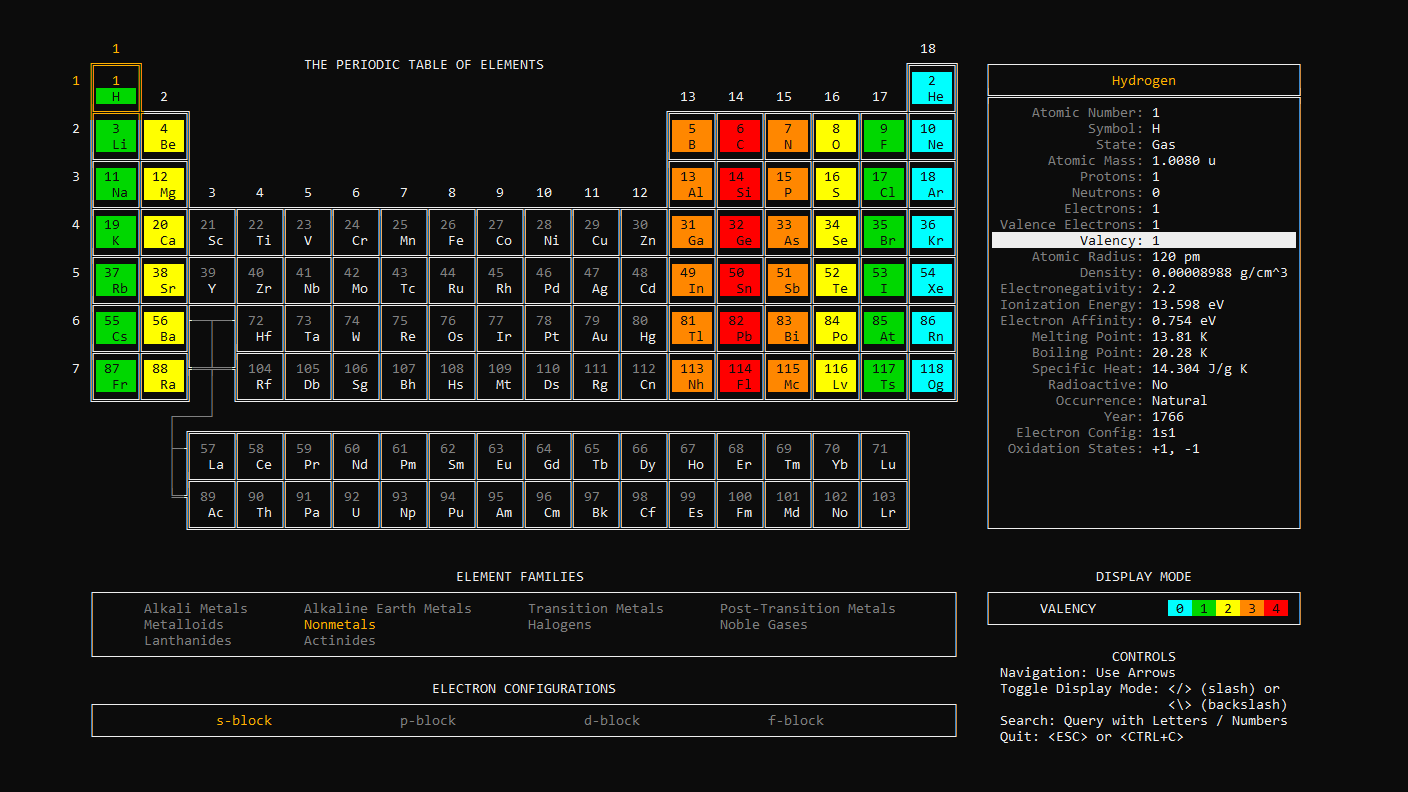 1 18
THE PERIODIC TABLE OF ELEMENTS
1 1 2
H 2 13 14 15 16 17 He
2 3 4 5 6 7 8 9 10
Li Be B C N O F Ne
3 11 12 13 14 15 16 17 18
Na Mg 3 4 5 6 7 8 9 10 11 12 Al Si P S Cl Ar
4 19 20 21 22 23 24 25 26 27 28 29 30 31 32 33 34 35 36
K Ca Sc Ti V Cr Mn Fe Co Ni Cu Zn Ga Ge As Se Br Kr
5 37 38 39 40 41 42 43 44 45 46 47 48 49 50 51 52 53 54
Rb Sr Y Zr Nb Mo Tc Ru Rh Pd Ag Cd In Sn Sb Te I Xe
6 55 56 72 73 74 75 76 77 78 79 80 81 82 83 84 85 86
Cs Ba Hf Ta W Re Os Ir Pt Au Hg Tl Pb Bi Po At Rn
7 87 88 104 105 106 107 108 109 110 111 112 113 114 115 116 117 118
Fr Ra Rf Db Sg Bh Hs Mt Ds Rg Cn Nh Fl Mc Lv Ts Og
57 58 59 60 61 62 63 64 65 66 67 68 69 70 71
La Ce Pr Nd Pm Sm Eu Gd Tb Dy Ho Er Tm Yb Lu
89 90 91 92 93 94 95 96 97 98 99 100 101 102 103
Ac Th Pa U Np Pu Am Cm Bk Cf Es Fm Md No Lr
Hydrogen
Atomic Number: 1
Symbol: H
State: Gas
Atomic Mass: 1.0080 u
Protons: 1
Neutrons: 0
Electrons: 1
Valence Electrons: 1
Valency: 1
Atomic Radius: 120 pm
Density: 0.00008988 g/cm^3
Electronegativity: 2.2
Ionization Energy: 13.598 eV
Electron Affinity: 0.754 eV
Melting Point: 13.81 K
Boiling Point: 20.28 K
Specific Heat: 14.304 J/g K
Radioactive: No
Occurrence: Natural
Year: 1766
Electron Config: 1s1
Oxidation States: +1, -1
ELEMENT FAMILIES
Alkali Metals Alkaline Earth Metals Transition Metals Post-Transition Metals
Metalloids Nonmetals Halogens Noble Gases
Lanthanides Actinides
ELECTRON CONFIGURATIONS
s-block p-block d-block f-block
DISPLAY MODE
VALENCY 0 1 2 3 4
CONTROLS
Navigation: Use Arrows
Toggle Display Mode: </> (slash) or
<\> (backslash)
Search: Query with Letters / Numbers
Quit: <ESC> or <CTRL+C>